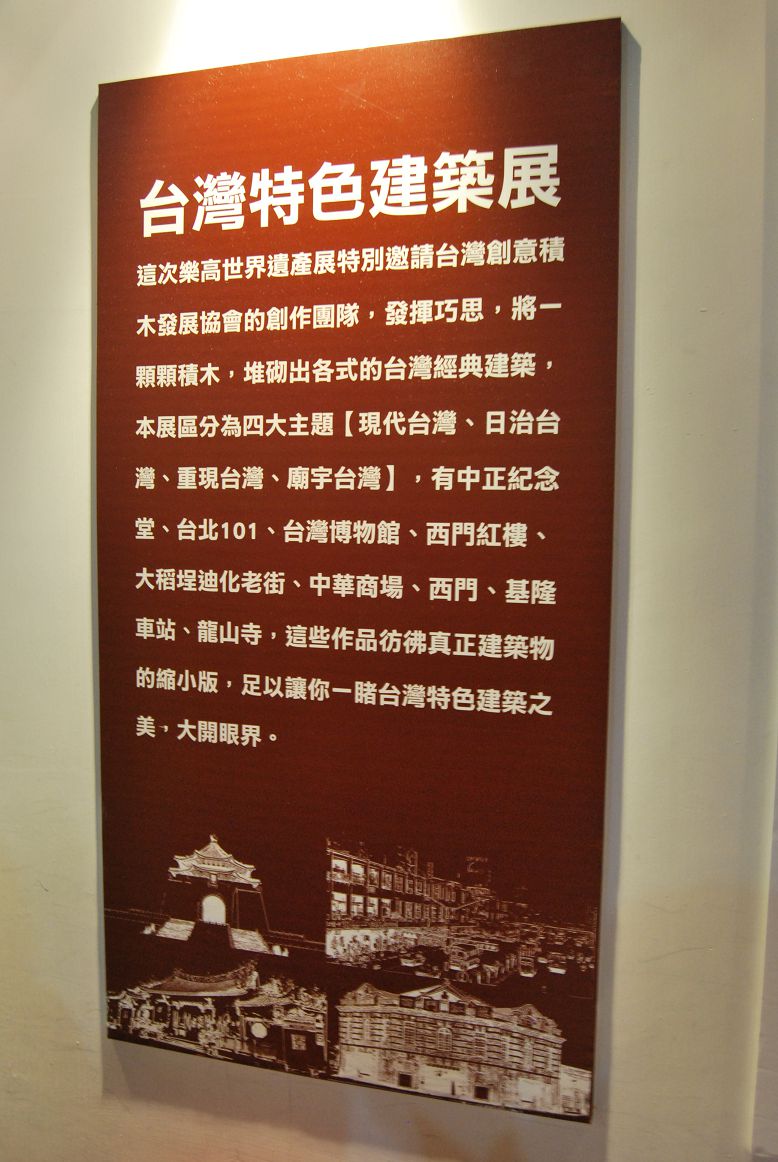 台灣特色建築展
這次樂高世界遺產展特別邀請台灣創意積
木發展協會的創作團隊，發揮巧思，將一
顆顆積木，堆砌出各式的台灣經典建築，
本展區分為四大主題【現代台灣、日治台
灣、重現台灣、廟宇台灣】，有中正紀念
堂、台北101、台灣博物館、西門紅樓、
大稻埕迪化老街、中華商場、西門、基隆
車站、龍山寺，這些作品彷彿真正建築物
的縮小版，足以讓你一睹台灣特色建築之
美，大開眼界。